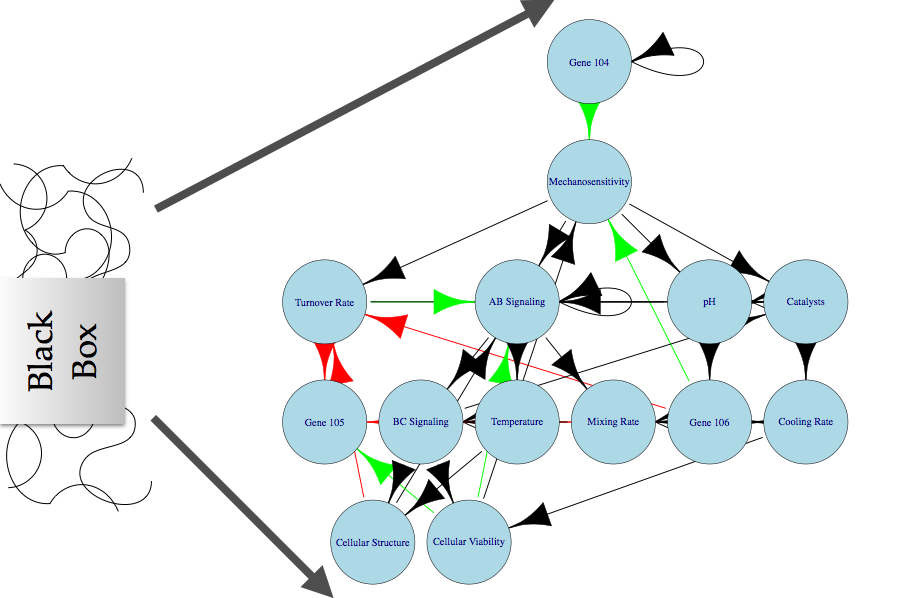 Gene 104
Mechanosensitivity
Turnover Rate
AB Signaling
pH
Catalysts
Black
Box
Gene 105
BC Signaling
Temperature
Mixing Rate
Gene 106
Cooling Rate
Cellular Structure
Cellular Viability